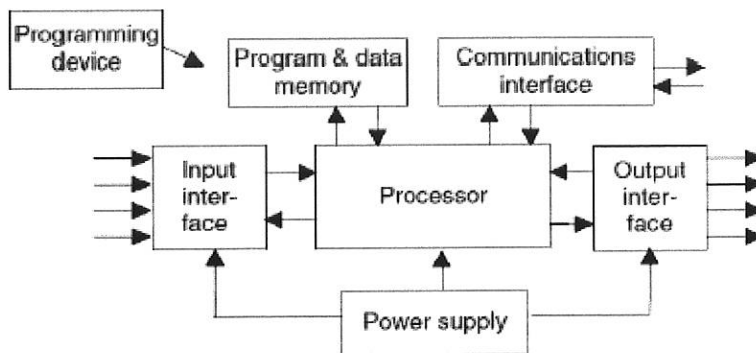 Programming
device
Program & data
memory
Communications
interface
Input
inter-
face
Processor
Output
inter-
face
Power supply